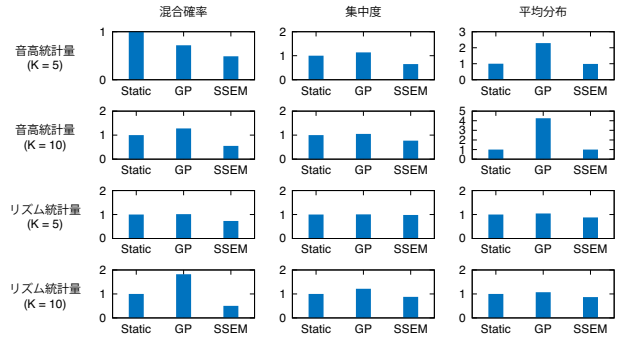 混合確率 集中度 平均分布
音高統計量
(K = 5)
1
0
Static GP SSEM
2
1
0
Static GP SSEM
3
2
1
0
Static GP SSEM
音高統計量
(K = 10)
2
1
0
Static GP SSEM
2
1
0
Static GP SSEM
5
4
3
2
1
0
Static GP SSEM
リズム統計量
(K = 5)
2
1
0
Static GP SSEM
2
1
0
Static GP SSEM
2
1
0
Static GP SSEM
リズム統計量
(K = 10)
2
1
0
Static GP SSEM
2
1
0
Static GP SSEM
2
1
0
Static GP SSEM